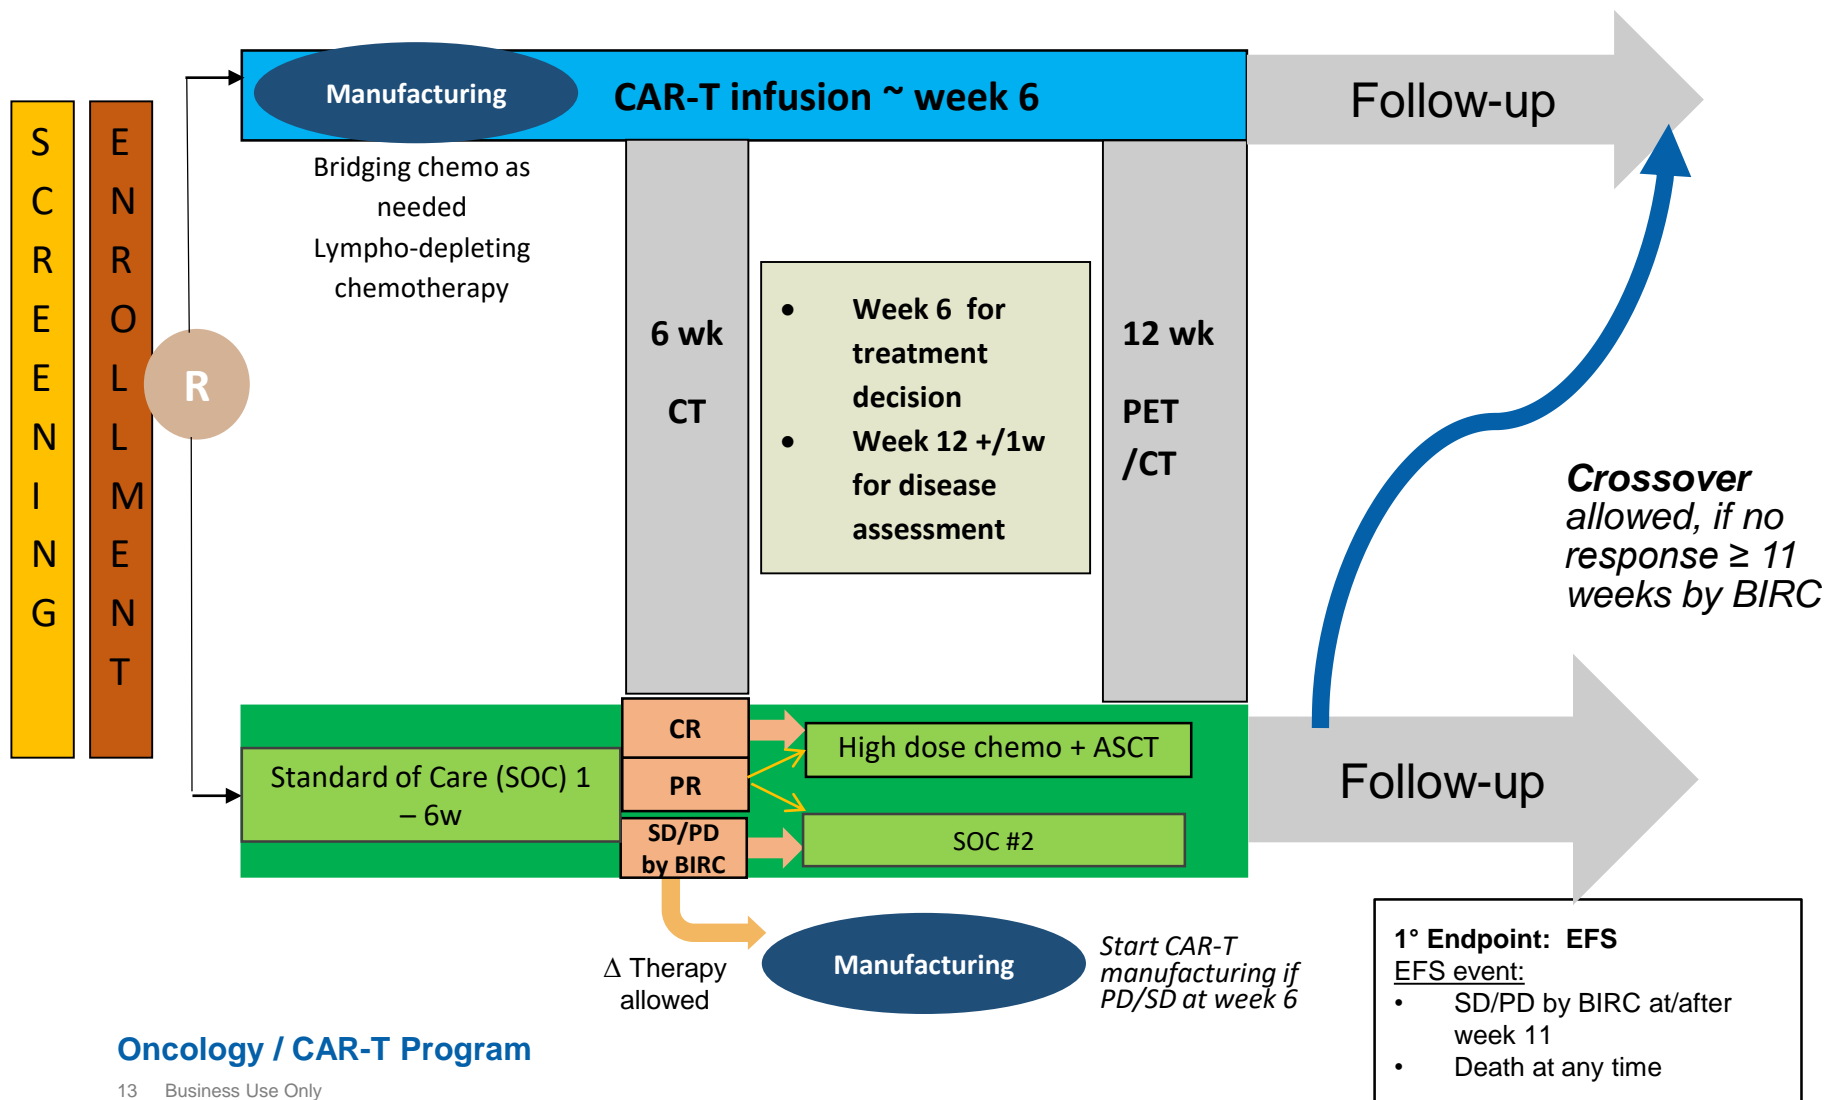 SCREENING
ENROLLMENT
R
Manufacturing
CAR-T infusion ~ week 6
Follow-up
Bridging chemo as
needed
Lympho-depleting
chemotherapy
6 wk
CT
• Week 6 for
treatment
decision
• Week 12 +/1w
for disease
assessment
12 wk
PET
/CT
Crossover
allowed, if no
response ≥ 11
weeks by BIRC
Standard of Care (SOC) 1
– 6w
CR
PR
SD/PD
by BIRC
High dose chemo + ASCT
SOC #2
Follow-up
Δ Therapy
allowed
Manufacturing
Start CAR-T
manufacturing if
PD/SD at week 6
1° Endpoint: EFS
EFS event:
• SD/PD by BIRC at/after
week 11
• Death at any time
Oncology / CAR-T Program
13 Business Use Only